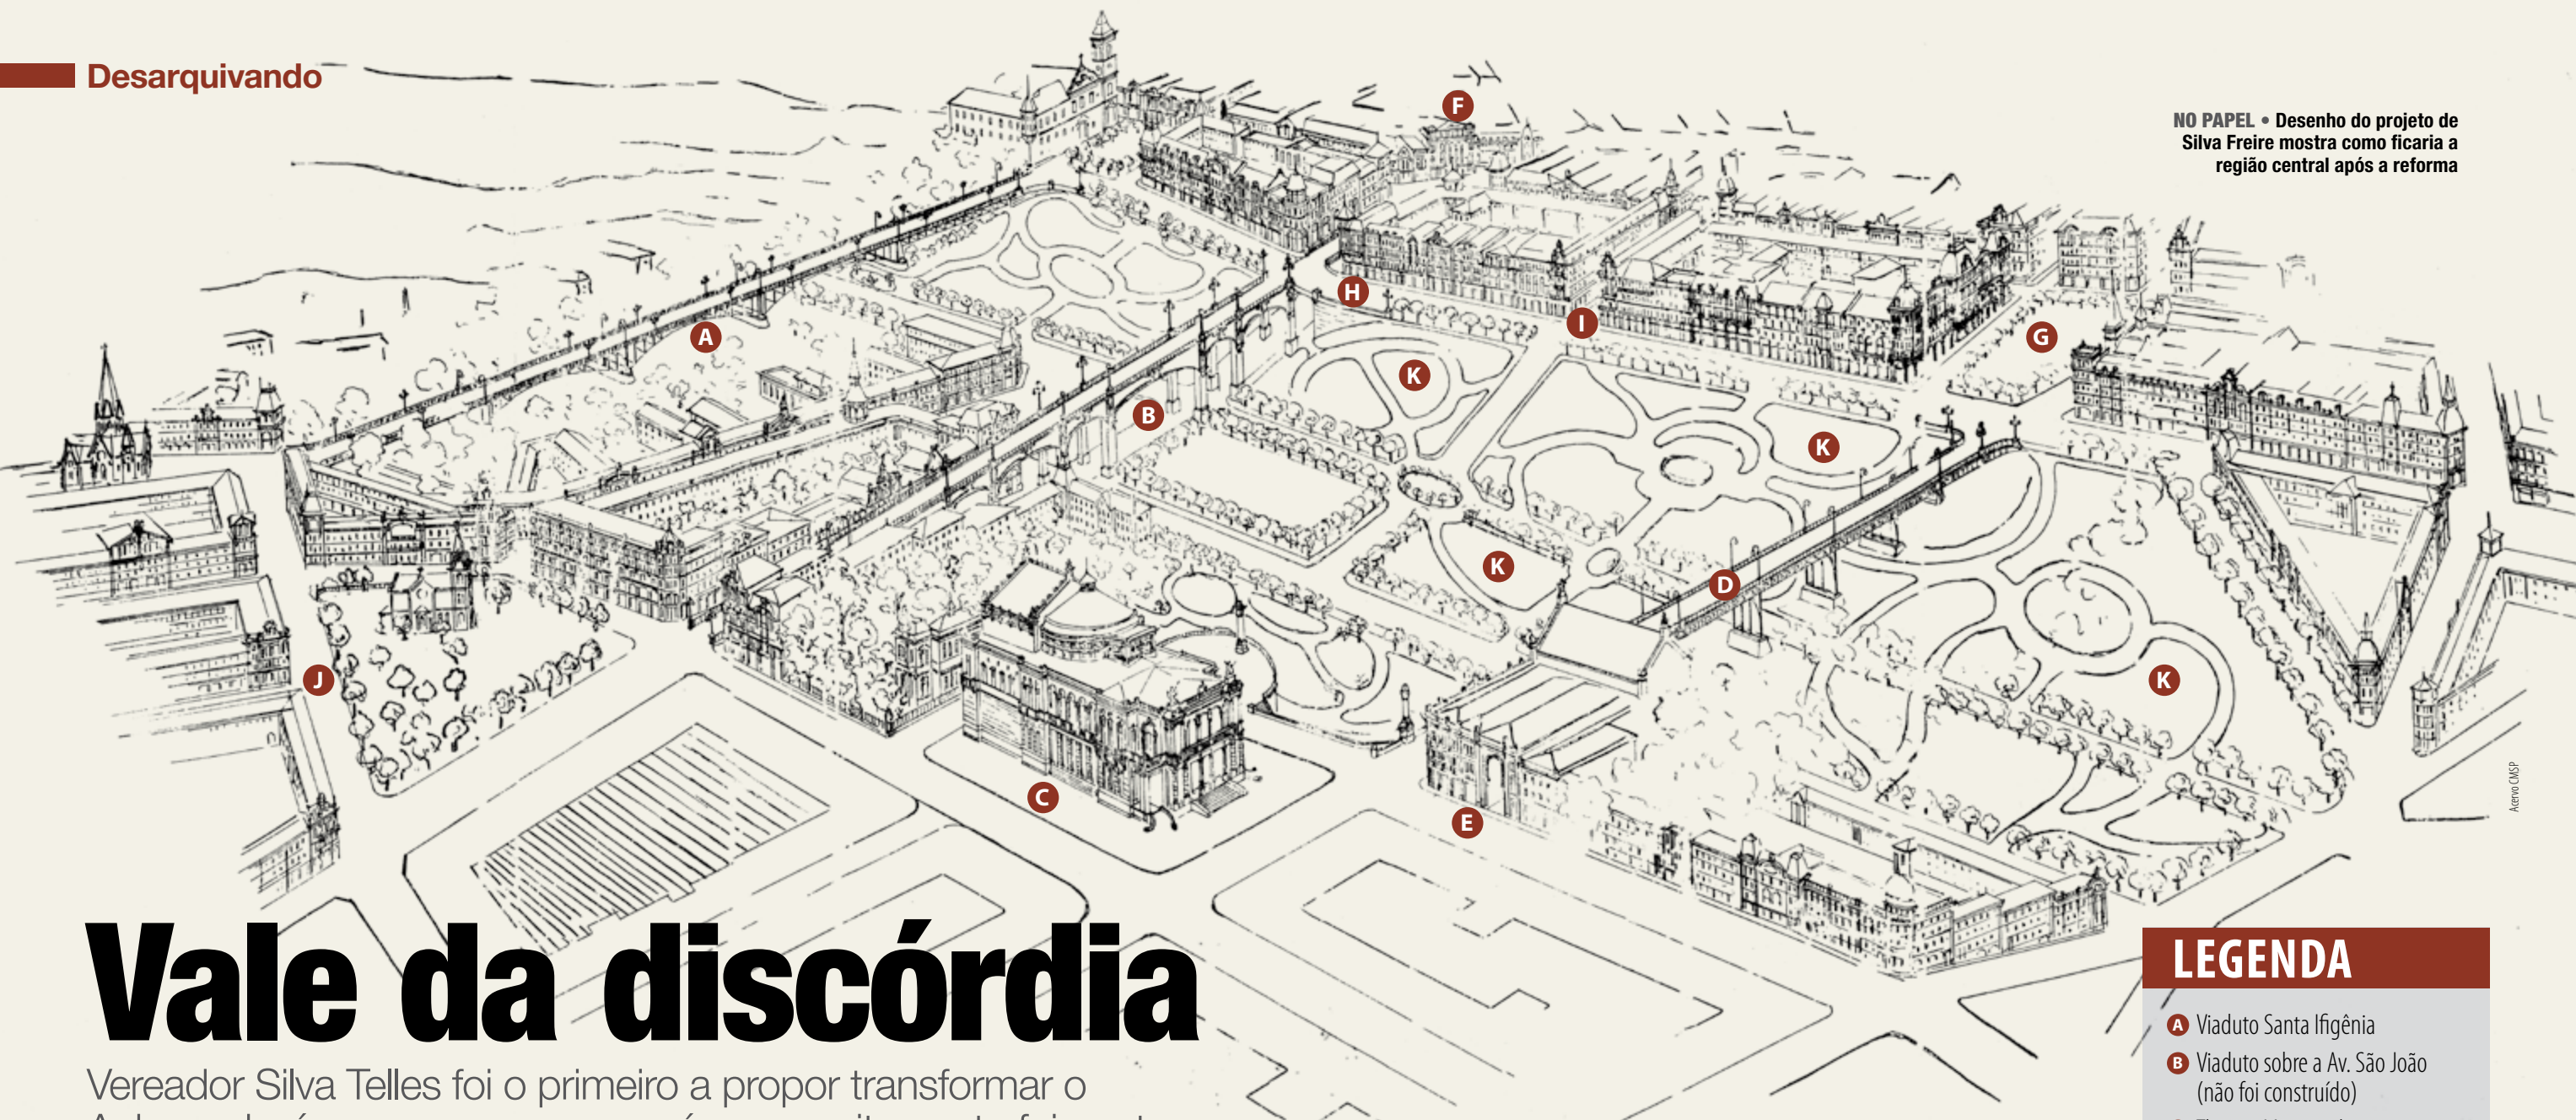 Desarquivando
NO PAPEL • Desenho do projeto de
Silva Freire mostra como ficaria a
região central após a reforma
F
H
I
G
A
K
B
K
K
D
J
K
C
E
Acervo CMSP
Vale da discórdia
Vereador Silva Telles foi o primeiro a propor transformar o
LEGENDA
A Viaduto Santa Ifigênia
B Viaduto sobre a Av. São João
(não foi construído)